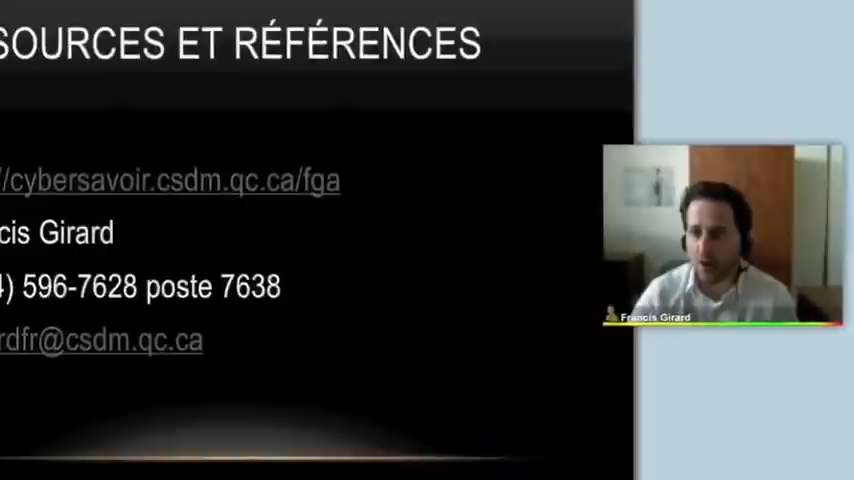 SOURCES ET RÉFÉRENCES
//cybersavoir.csdm.qc.ca/fga
cis Girard
4) 596-7628 poste 7638
rdfr@csdm.qc.ca
Francis Girard